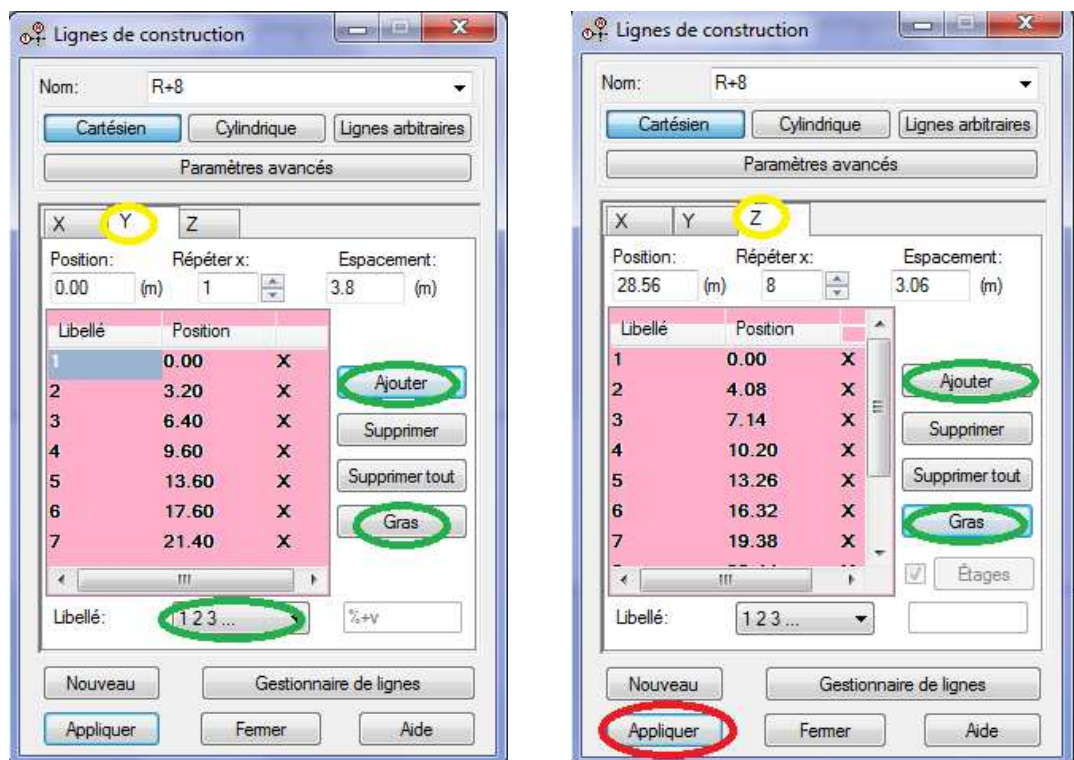 Lignes de construction
Nom: R+8
Cartésien Cylindrique Lignes arbitraires
Paramètres avancés
X Y Z
Position: Répéter x: Espacement:
0.00 (m) 1 3.8 (m)
Libellé Position
1 0.00 X
2 3.20 X
3 6.40 X
4 9.60 X
5 13.60 X
6 17.60 X
7 21.40 X
Ajouter
Supprimer
Supprimer tout
Gras
Libellé: 1 2 3 ... %+v
Nouveau Gestionnaire de lignes
Appliquer Fermer Aide
Lignes de construction
Nom: R+8
Cartésien Cylindrique Lignes arbitraires
Paramètres avancés
X Y Z
Position: Répéter x: Espacement:
28.56 (m) 8 3.06 (m)
Libellé Position
1 0.00 X
2 4.08 X
3 7.14 X
4 10.20 X
5 13.26 X
6 16.32 X
7 19.38 X
Ajouter
Supprimer
Supprimer tout
Gras
Étages
Libellé: 1 2 3 ...
Nouveau Gestionnaire de lignes
Appliquer Fermer Aide